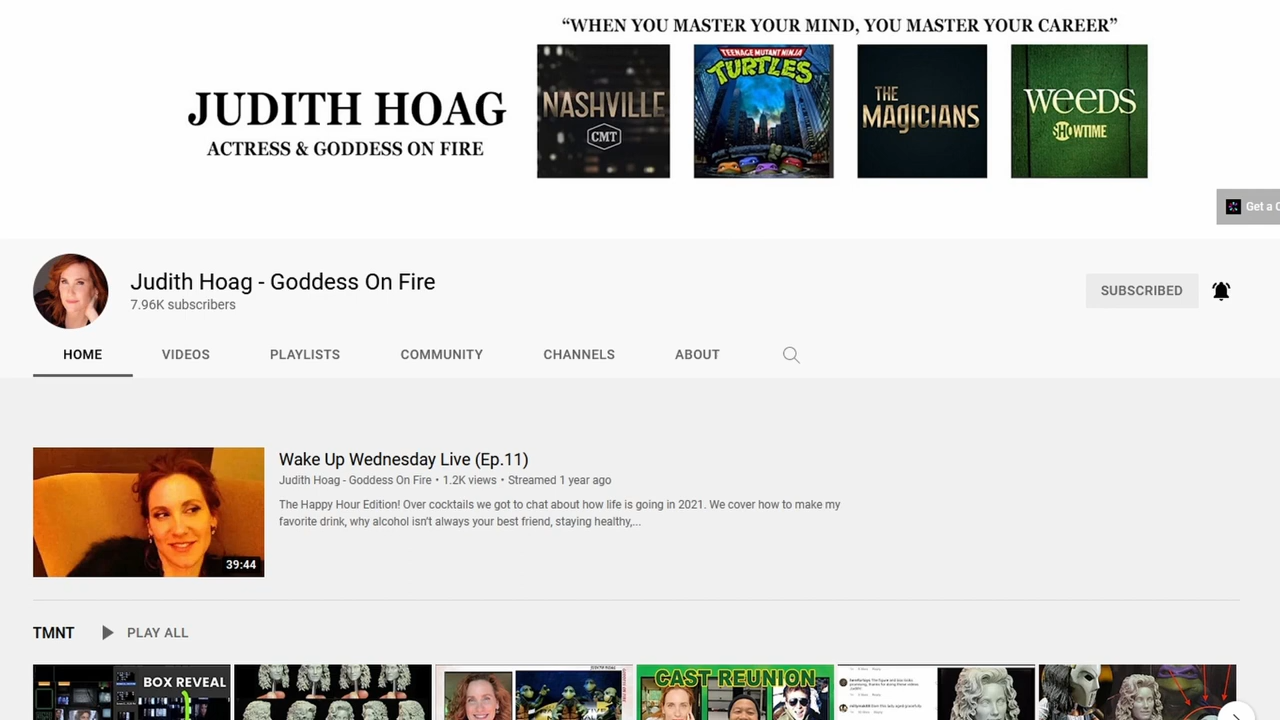 “WHEN YOU MASTER YOUR MIND, YOU MASTER YOUR CAREER”
JUDITH HOAG
ACTRESS & GODDESS ON FIRE
NASHVILLE
CMT
TEENAGE MUTANT NINJA
TURTLES
THE
MAGICIANS
WEEDS
SHOWTIME
Get a C
Judith Hoag - Goddess On Fire
7.96K subscribers
SUBSCRIBED
HOME VIDEOS PLAYLISTS COMMUNITY CHANNELS ABOUT
Wake Up Wednesday Live (Ep.11)
Judith Hoag - Goddess On Fire • 1.2K views • Streamed 1 year ago
The Happy Hour Edition! Over cocktails we got to chat about how life is going in 2021. We cover how to make my
favorite drink, why alcohol isn't always your best friend, staying healthy,...
39:44
TMNT PLAY ALL
BOX REVEAL
CAST REUNION